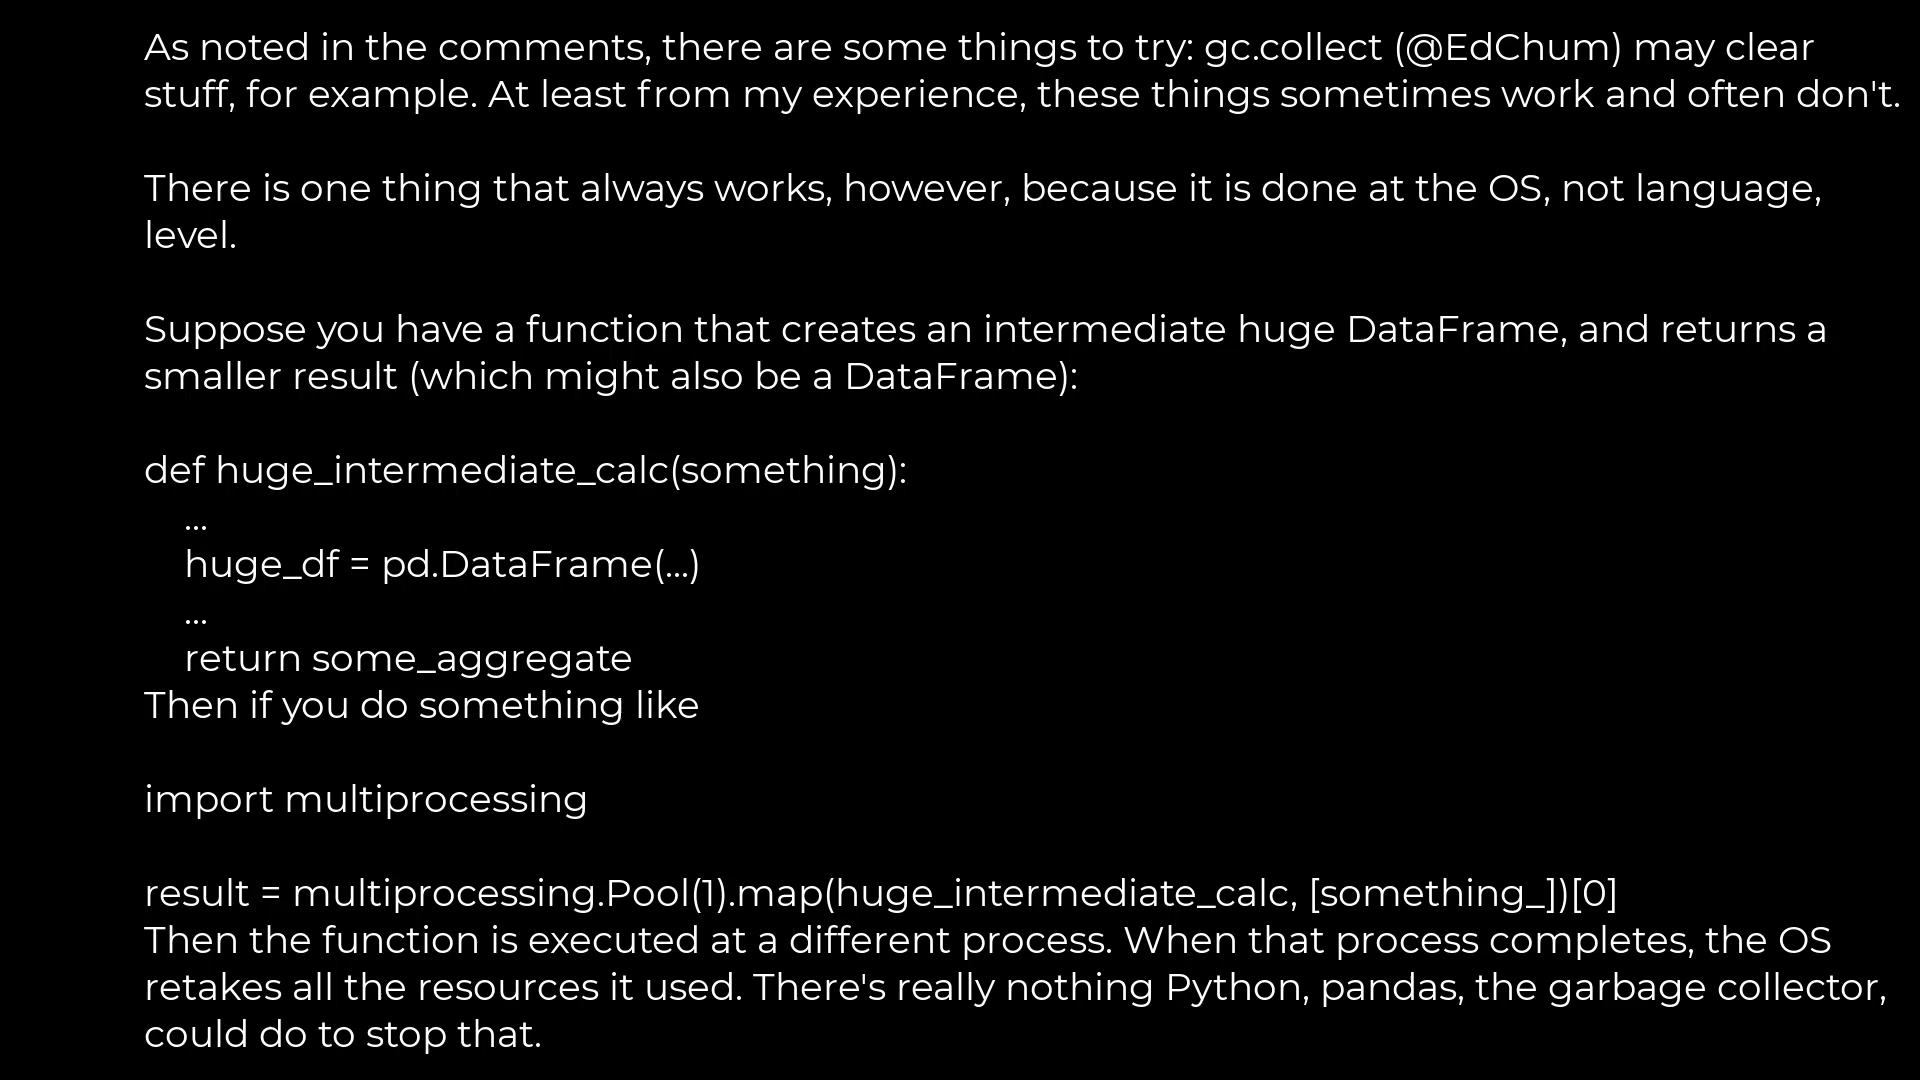 As noted in the comments, there are some things to try: gc.collect (@EdChum) may clear
stuff, for example. At least from my experience, these things sometimes work and often don't.
There is one thing that always works, however, because it is done at the OS, not language,
level.
Suppose you have a function that creates an intermediate huge DataFrame, and returns a
smaller result (which might also be a DataFrame):
def huge_intermediate_calc(something):
...
huge_df = pd.DataFrame(...)
...
return some_aggregate
Then if you do something like
import multiprocessing
result = multiprocessing.Pool(1).map(huge_intermediate_calc, [something_])[0]
Then the function is executed at a different process. When that process completes, the OS
retakes all the resources it used. There's really nothing Python, pandas, the garbage collector,
could do to stop that.